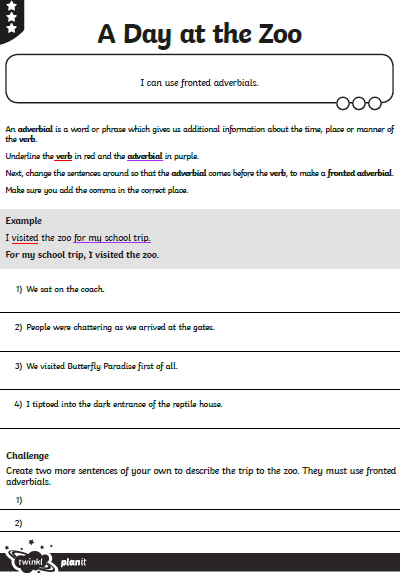 A Day at the Zoo
I can use fronted adverbials.
An adverbial is a word or phrase which gives us additional information about the time, place or manner of
the verb.
Underline the verb in red and the adverbial in purple.
Next, change the sentences around so that the adverbial comes before the verb, to make a fronted adverbial.
Make sure you add the comma in the correct place.
Example
I visited the zoo for my school trip.
For my school trip, I visited the zoo.
1) We sat on the coach.
2) People were chattering as we arrived at the gates.
3) We visited Butterfly Paradise first of all.
4) I tiptoed into the dark entrance of the reptile house.
Challenge
Create two more sentences of your own to describe the trip to the zoo. They must use fronted
adverbials.
1)
2)
twinkl planit